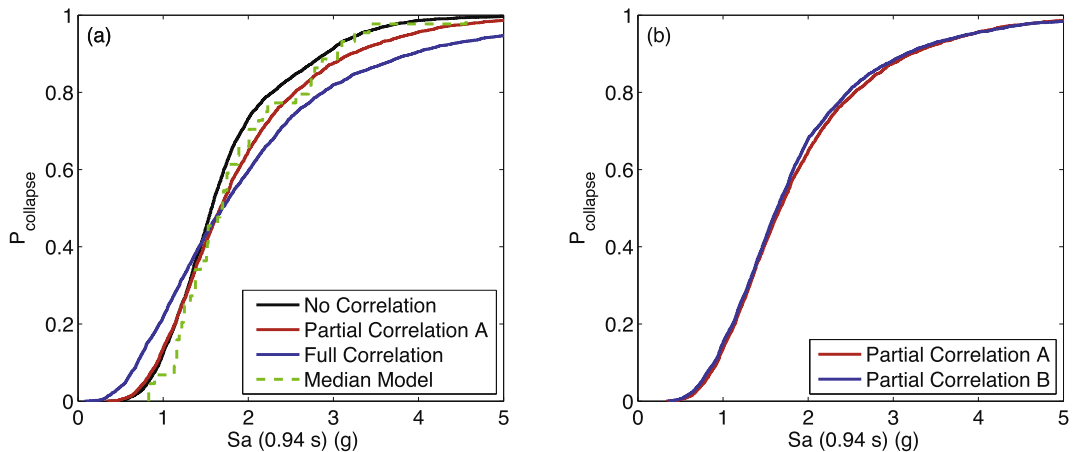 (a)
1
0.8
0.6
0.4
0.2
0
P_collapse
No Correlation
Partial Correlation A
Full Correlation
Median Model
0 1 2 3 4 5
Sa (0.94 s) (g)
(b)
1
0.8
0.6
0.4
0.2
0
P_collapse
Partial Correlation A
Partial Correlation B
0 1 2 3 4 5
Sa (0.94 s) (g)